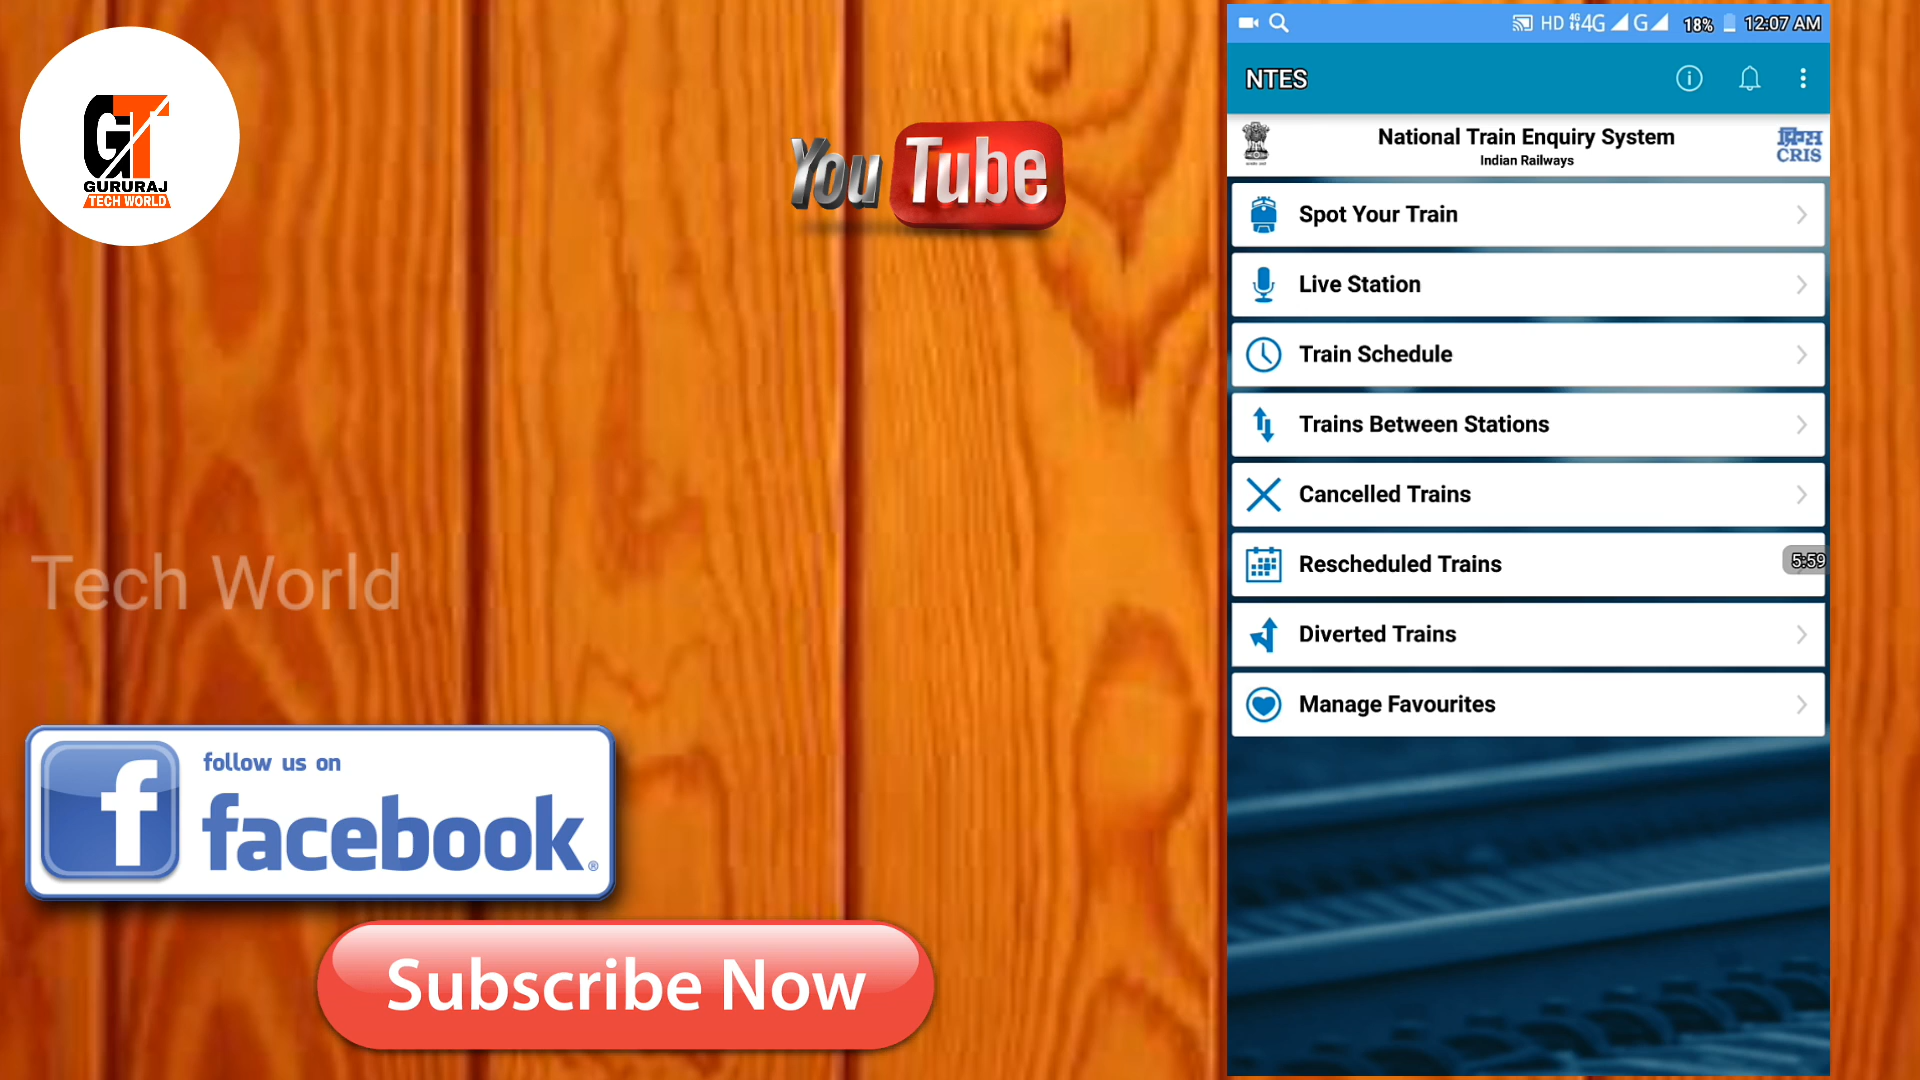 GT
GURURAJ
TECH WORLD
You Tube
Tech World
f
follow us on
facebook®
Subscribe Now
HD 4G 4G G 18% 12:07 AM
NTES
National Train Enquiry System
Indian Railways
क्रिस
CRIS
Spot Your Train
Live Station
Train Schedule
Trains Between Stations
Cancelled Trains
Rescheduled Trains
5:59
Diverted Trains
Manage Favourites